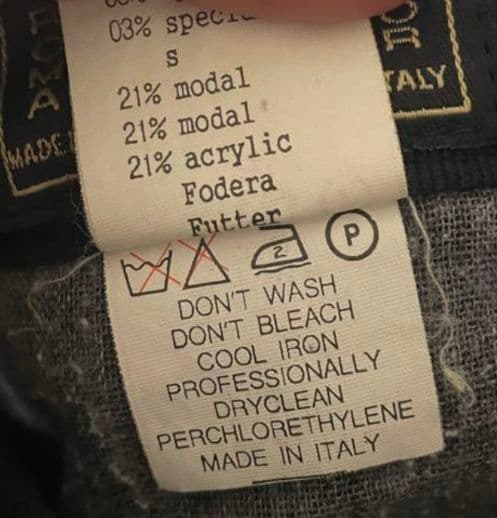 03%
s
21% modal
21% modal
21% acrylic
Fodera
Futter
MADE
TALY
2
P
DON'T WASH
DON'T BLEACH
COOL IRON
PROFESSIONALLY
DRYCLEAN
PERCHLORETHYLENE
MADE IN ITALY